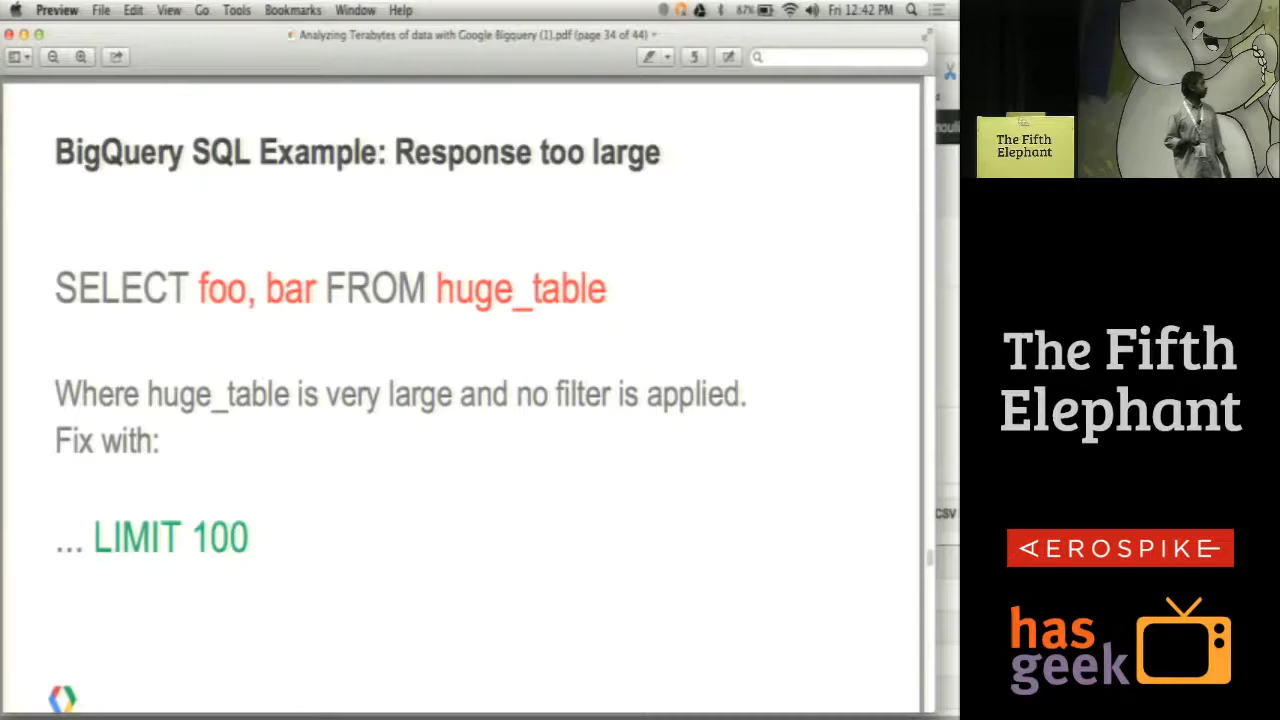 Preview File Edit View Go Tools Bookmarks Window Help
87% Fri 12:42 PM
Analyzing Terabytes of data with Google Bigquery (1).pdf (page 34 of 44)
BigQuery SQL Example: Response too large
SELECT foo, bar FROM huge_table
Where huge_table is very large and no filter is applied.
Fix with:
... LIMIT 100
csv
The Fifth
Elephant
The Fifth
Elephant
AEROSPIKE
has
geek